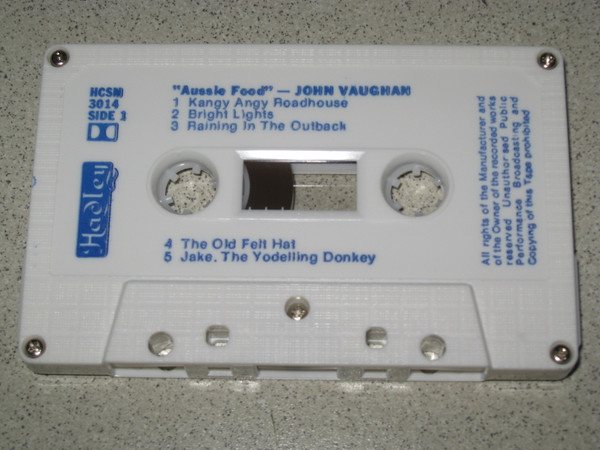 HCSM
3014
SIDE 1
"Aussie Food" — JOHN VAUGHAN
1 Kangy Angy Roadhouse
2 Bright Lights
3 Raining In The Outback
Hadley
4 The Old Felt Hat
5 Jake, The Yodelling Donkey
All rights of the Manufacturer and
of the Owner of the recorded works
reserved Unauthorised Public
Performance Broadcasting and
Copying of this Tape prohibited